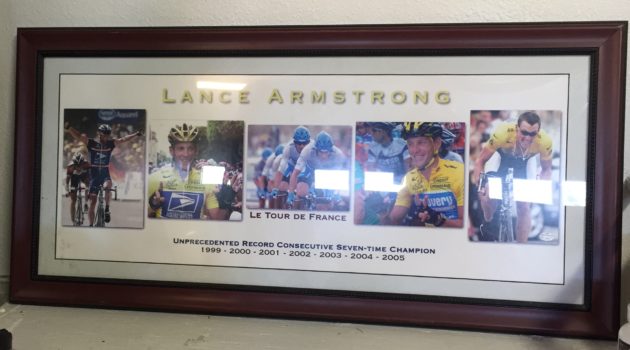 LANCE ARMSTRONG
LE TOUR DE FRANCE
UNPRECEDENTED RECORD CONSECUTIVE SEVEN-TIME CHAMPION
1999 - 2000 - 2001 - 2002 - 2003 - 2004 - 2005